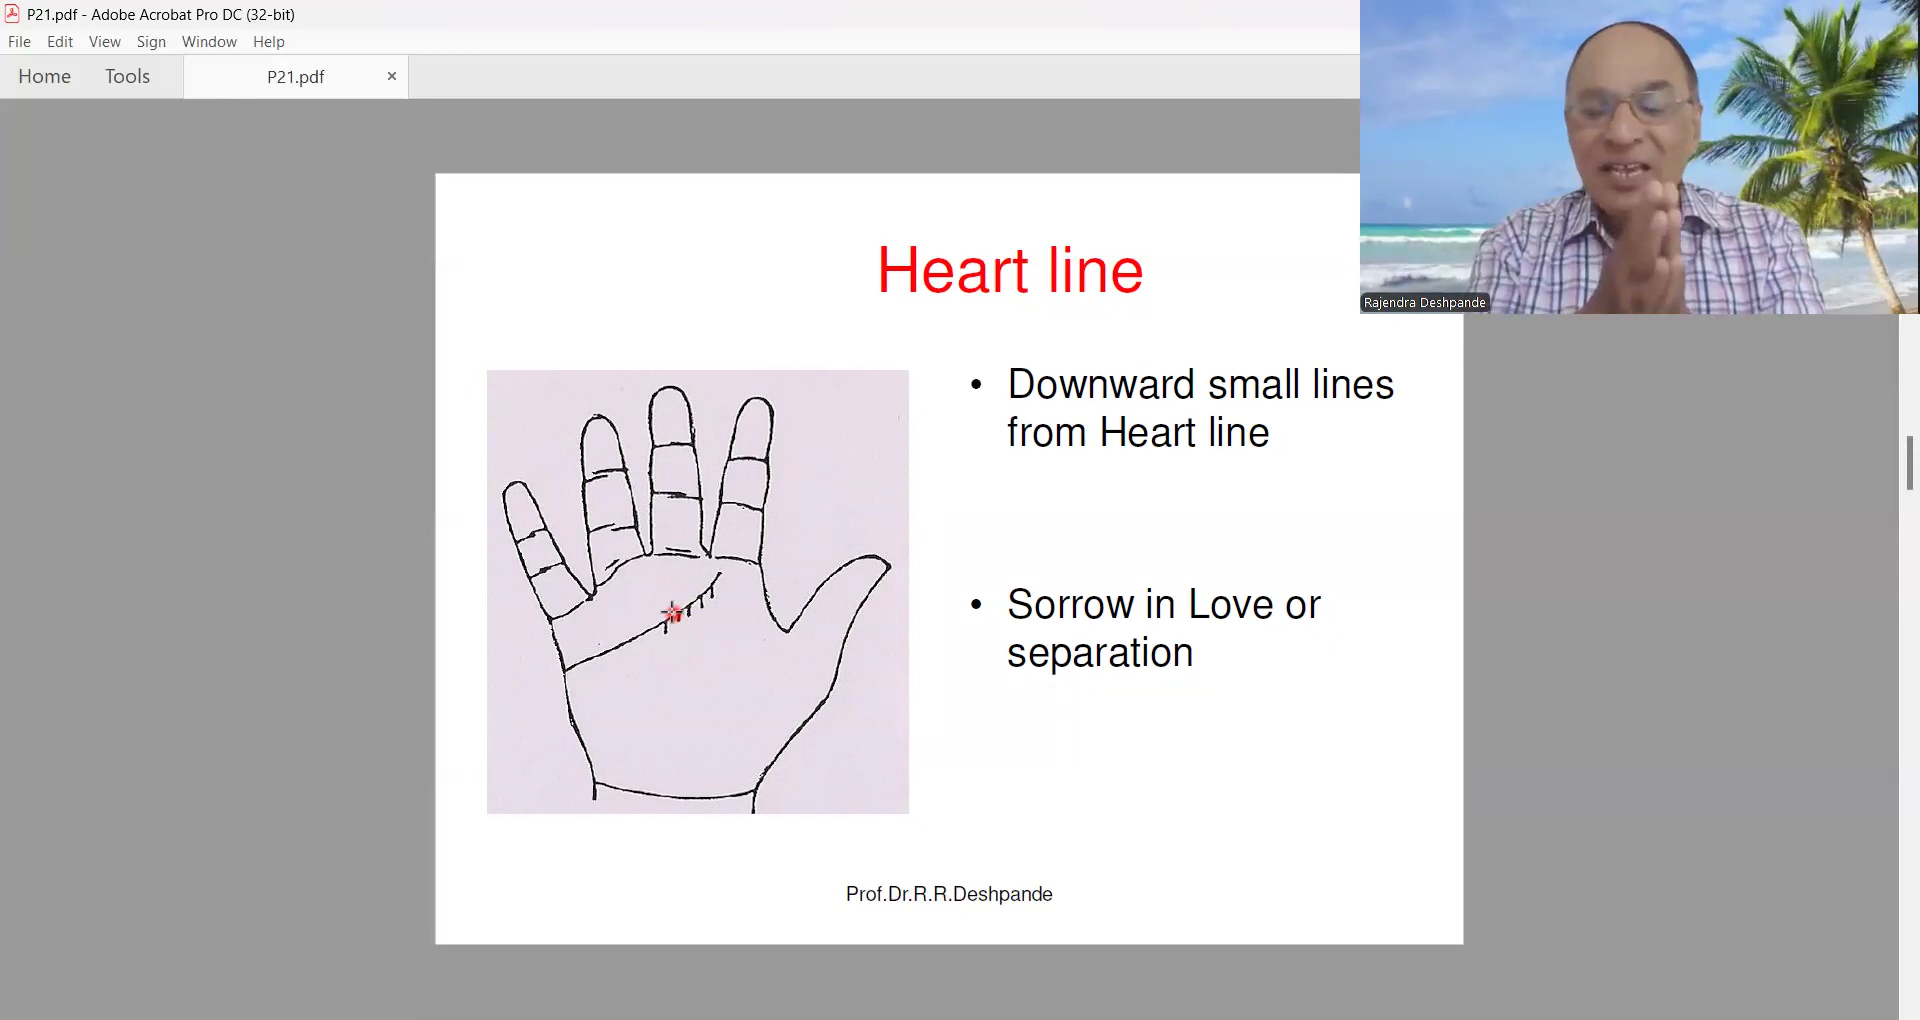 P21.pdf - Adobe Acrobat Pro DC (32-bit)
File Edit View Sign Window Help
Home Tools P21.pdf ×
Rajendra Deshpande
Heart line
• Downward small lines
from Heart line
• Sorrow in Love or
separation
Prof.Dr.R.R.Deshpande